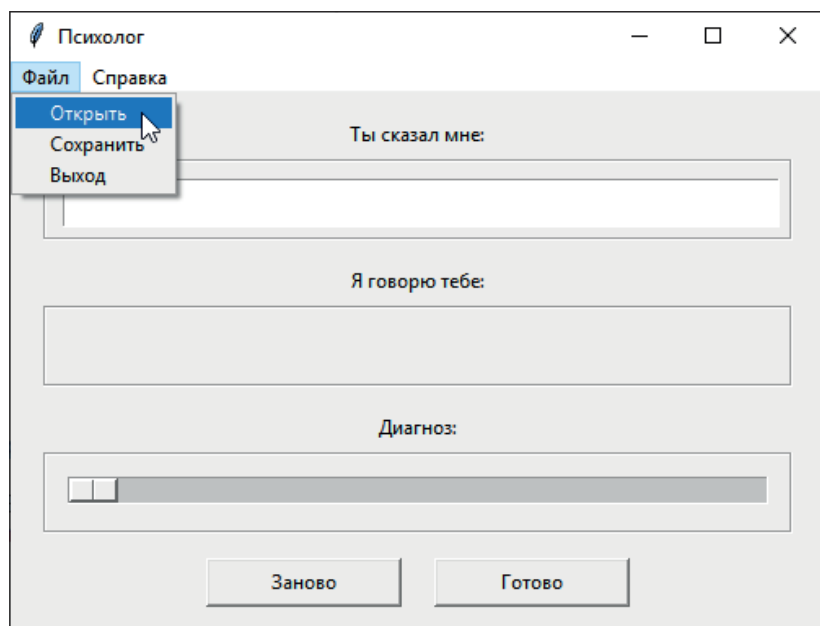 Психолог
Файл Справка
Открыть
Сохранить
Выход
Ты сказал мне:
Я говорю тебе:
Диагноз:
Заново Готово